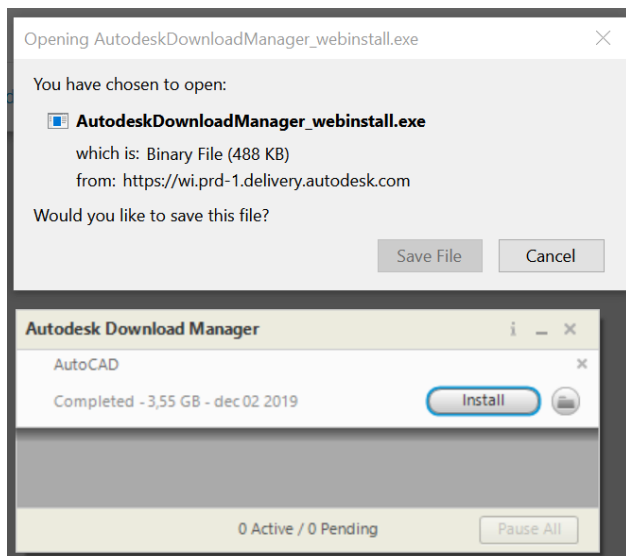 Opening AutodeskDownloadManager_webinstall.exe
You have chosen to open:
AutodeskDownloadManager_webinstall.exe
which is: Binary File (488 KB)
from: https://wi.prd-1.delivery.autodesk.com
Would you like to save this file?
Save File Cancel
Autodesk Download Manager
AutoCAD
Completed - 3,55 GB - dec 02 2019 Install
0 Active / 0 Pending Pause All